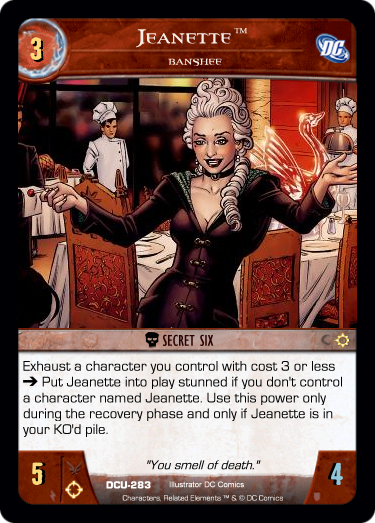 3
JEANETTE™
DC
BANSHEE
SECRET SIX
Exhaust a character you control with cost 3 or less
➔ Put Jeanette into play stunned if you don't control
a character named Jeanette. Use this power only
during the recovery phase and only if Jeanette is in
your KO'd pile.
"You smell of death."
5
DCU-283 Illustrator DC Comics
4
Characters, Related Elements ™ & © DC Comics